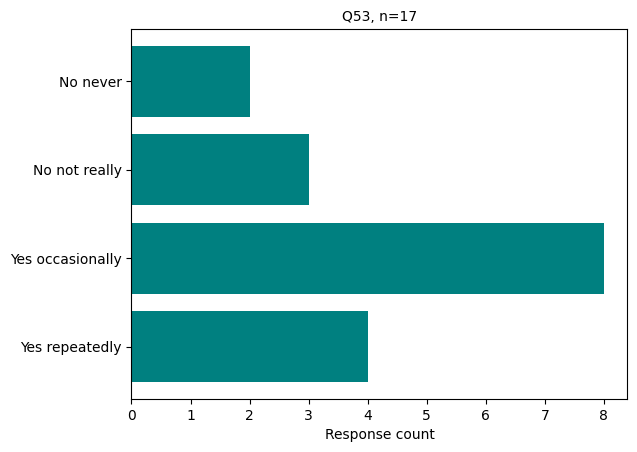 Q53, n=17
No never
No not really
Yes occasionally
Yes repeatedly
0 1 2 3 4 5 6 7 8
Response count